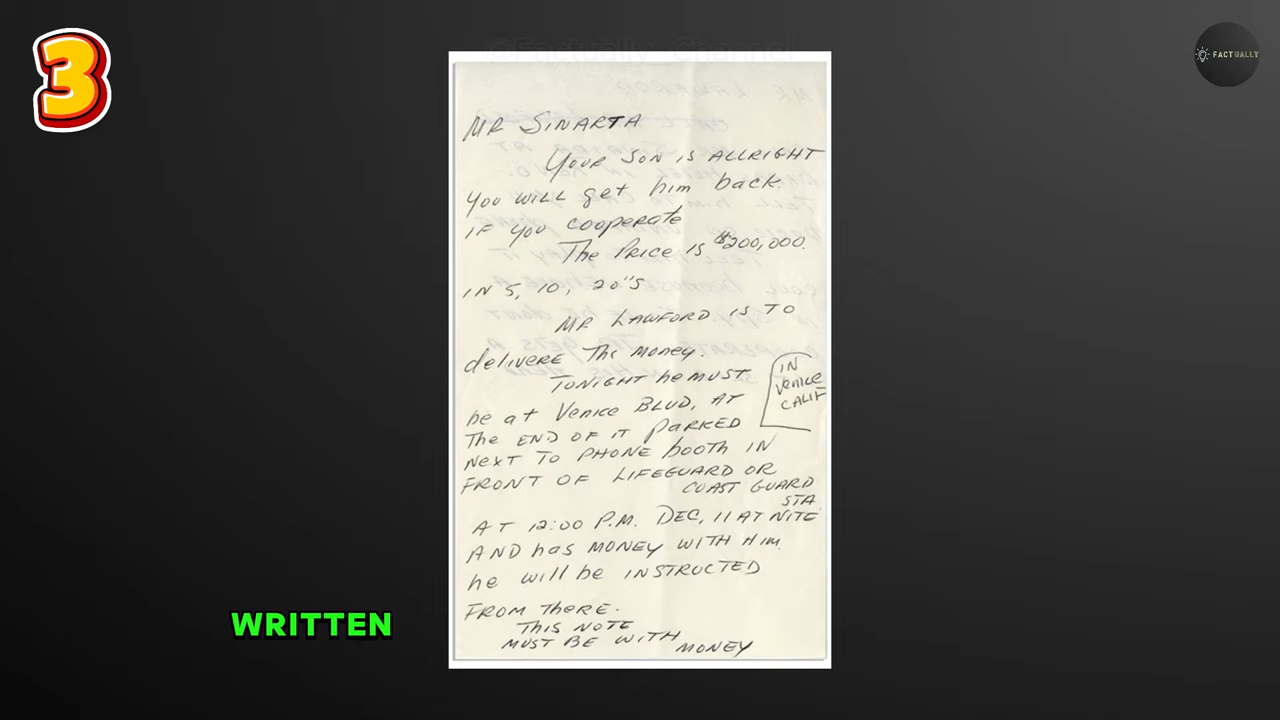 3
FACTUALLY
@Factually_Channel
MR SINARTA
YOUR SON IS ALLRIGHT
YOU WILL get him back.
IF YOU COOPERATE
The PRICE IS $200,000.
IN 5, 10, 20"S
MR LAWFORD IS TO
delivere The money.
TONIGHT he MUST
be at Venice BLUD, AT
IN
Venice
CALIF
The END OF IT PARKED
NEXT TO PHONE booTH IN
FRONT OF LIFEGUARD OR
COAST GUARD
STA.
AT 12:00 P.M. DEC, 11 AT NITE
AND has MONEY WITH HIM.
he will be INSTRUCTED
FROM There.
THIS NOTE
MUST BE WITH
MONEY
WRITTEN